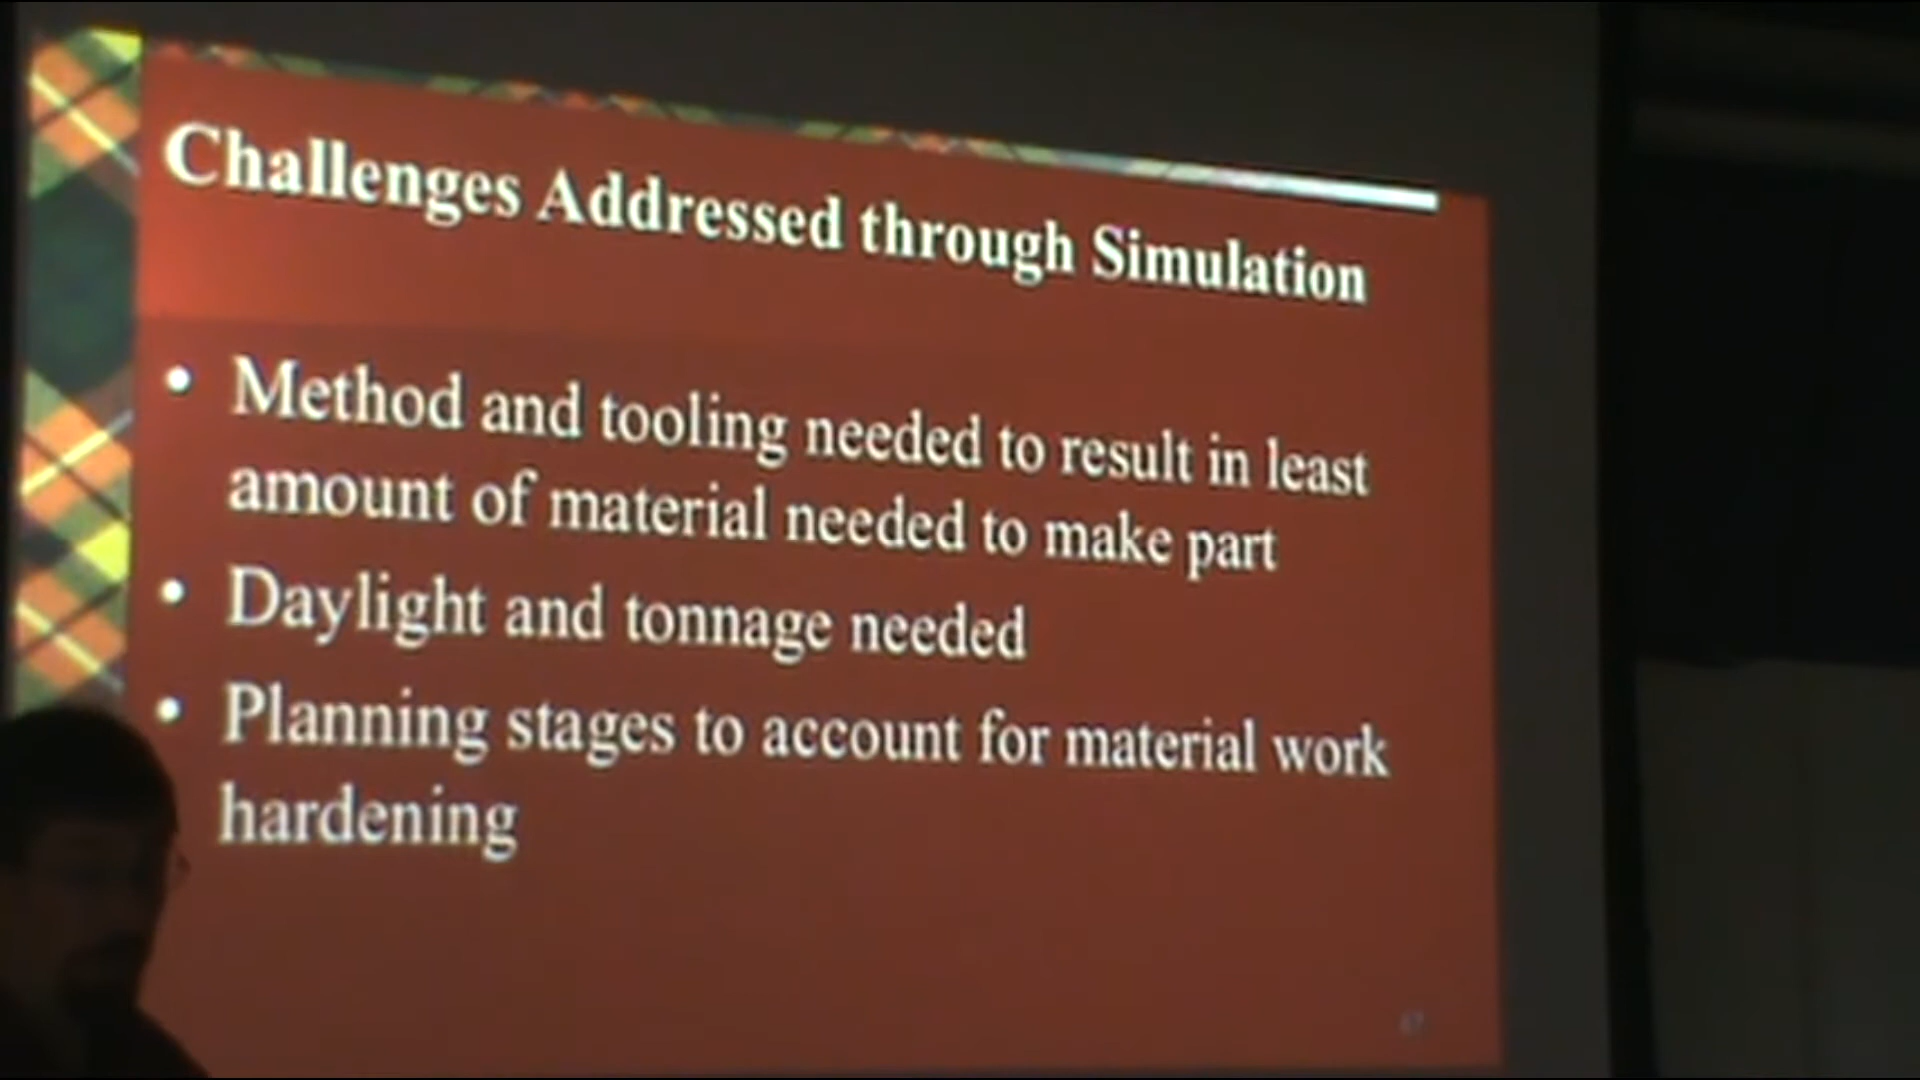 Challenges Addressed through Simulation
• Method and tooling needed to result in least
amount of material needed to make part
• Daylight and tonnage needed
• Planning stages to account for material work
hardening